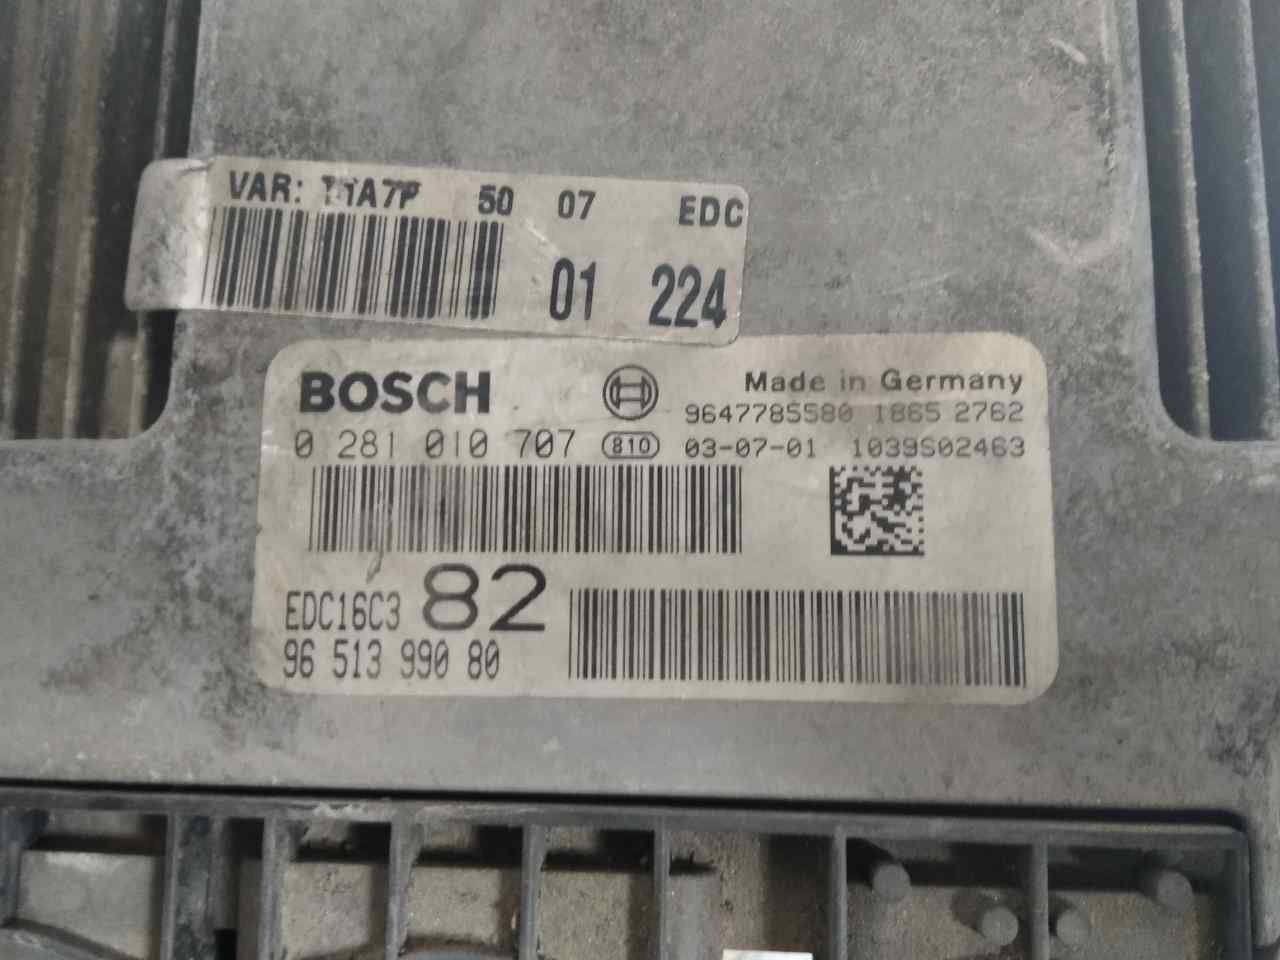 VAR: 50 07 EDC
01 224
BOSCH Made in Germany
9647785580 1865 2762
0 281 010 707 810 03-07-01 1039S02463
EDC16C3 82
96 513 990 80